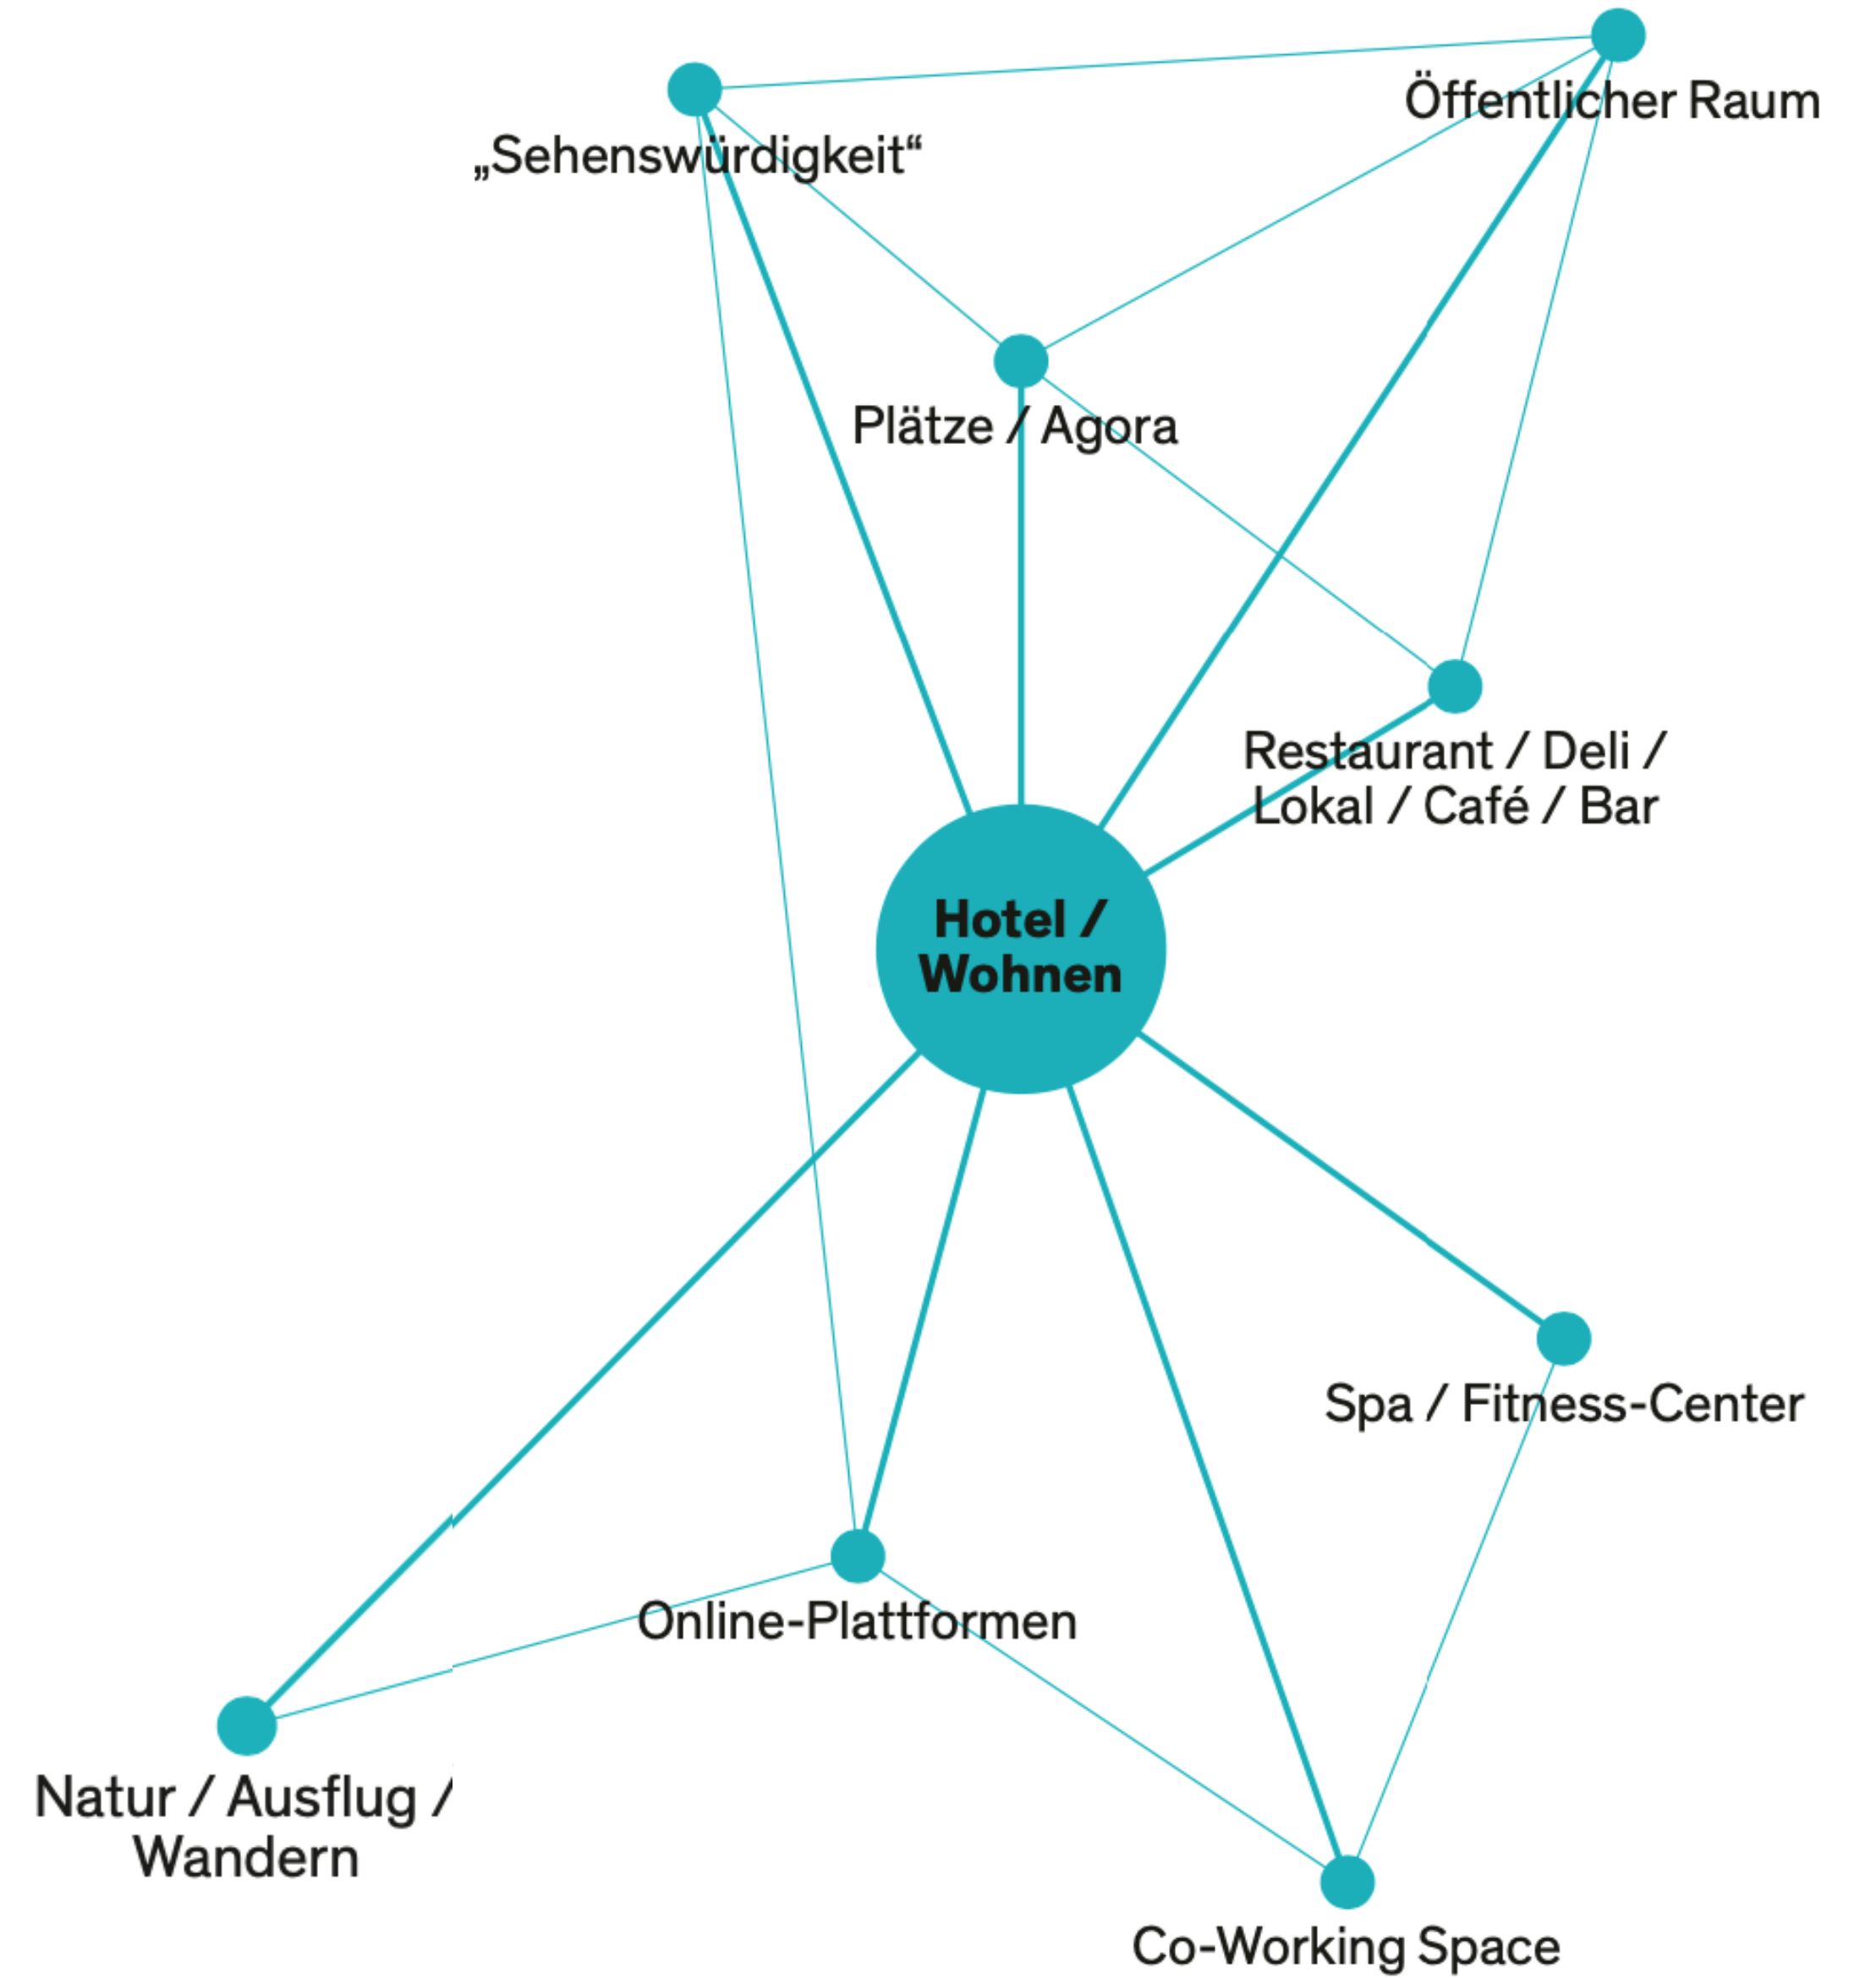 Öffentlicher Raum
„Sehenswürdigkeit“
Plätze / Agora
Restaurant / Deli /
Lokal / Café / Bar
Hotel /
Wohnen
Spa / Fitness-Center
Online-Plattformen
Natur / Ausflug /
Wandern
Co-Working Space